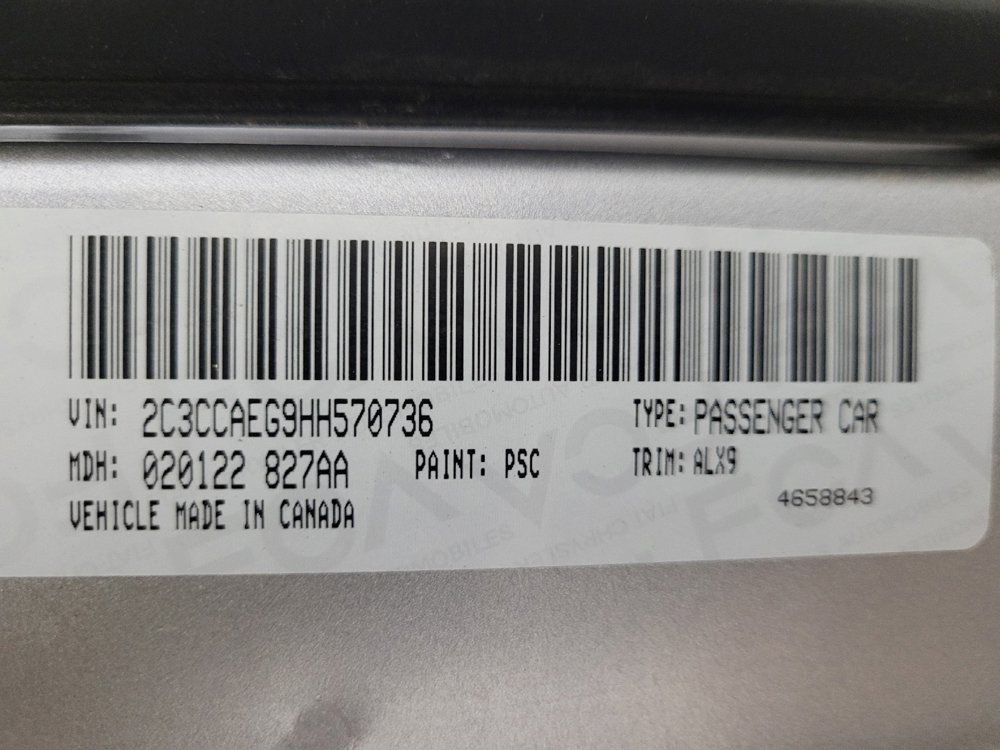 VIN: 2C3CCAEG9HH570736 TYPE: PASSENGER CAR
MDH: 020122 827AA PAINT: PSC TRIM: ALX9
VEHICLE MADE IN CANADA 4658843